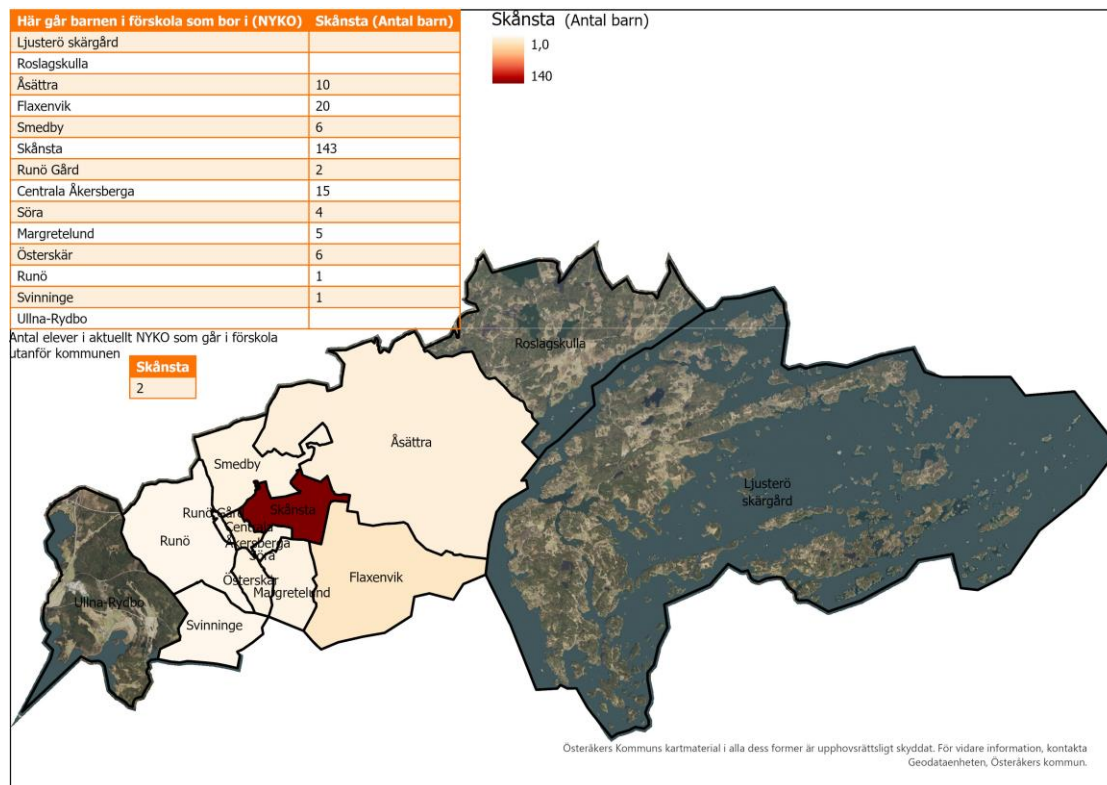 Här går barnen i förskola som bor i (NYKO) Skånsta (Antal barn)
Ljusterö skärgård
Roslagskulla
Åsättra 10
Flaxenvik 20
Smedby 6
Skånsta 143
Runö Gård 2
Centrala Åkersberga 15
Söra 4
Margretelund 5
Österskär 6
Runö 1
Svinninge 1
Ullna-Rydbo
Antal elever i aktuellt NYKO som går i förskola
utanför kommunen
Skånsta
2
Skånsta (Antal barn)
1,0
140
Roslagskulla
Åsättra
Smedby
Ljusterö
skärgård
Skånsta
Runö Gård
Centrala
Åkersberga
Söra
Runö
Österskär
Flaxenvik
Margretelund
Ullna-Rydbo
Svinninge
Österåkers Kommuns kartmaterial i alla dess former är upphovsrättsligt skyddat. För vidare information, kontakta
Geodataenheten, Österåkers kommun.